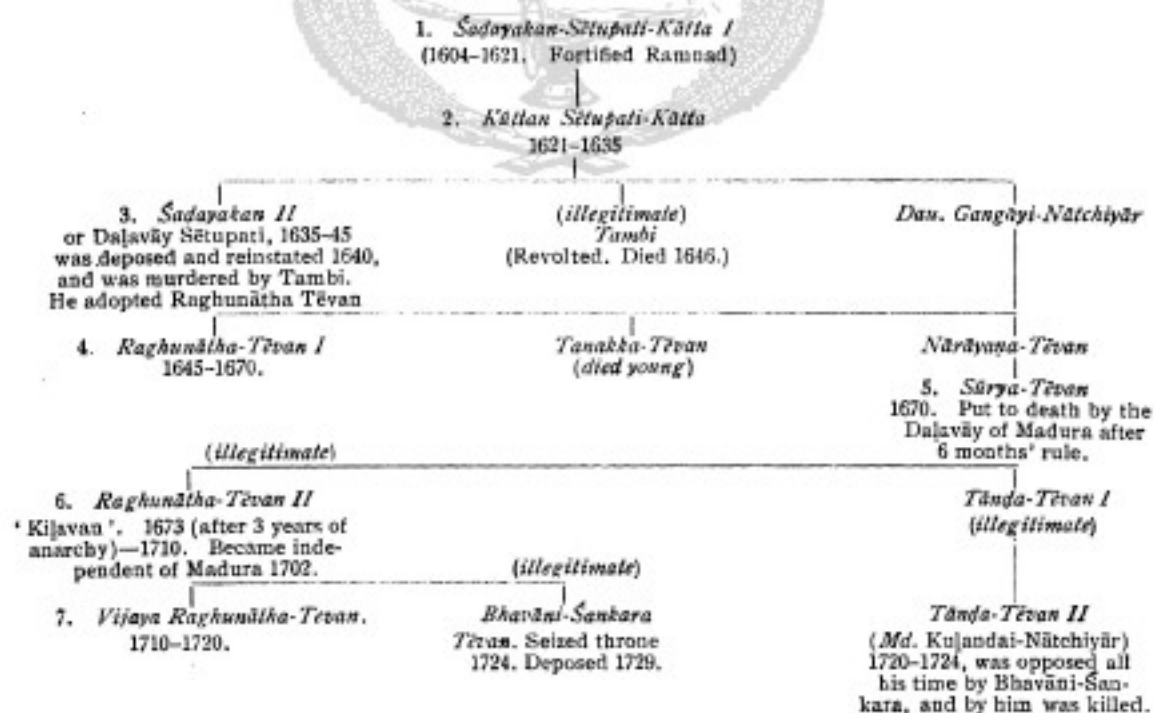 1. Śaḍayakan-Sētupati-Kātta I
(1604–1621. Fortified Ramnad)
2. Kūttan Sētupati-Kātta
1621–1635
3. Śaḍayakan II
or Daḷavāy Sētupati, 1635–45
was deposed and reinstated 1640,
and was murdered by Tambi.
He adopted Raghunātha Tēvan
(illegitimate)
Tambi
(Revolted. Died 1646.)
Dau. Gangāyi-Nātchiyār
4. Raghunātha-Tēvan I
1645–1670.
Tanakka-Tēvan
(died young)
Nārāyaṇa-Tēvan
5. Sūrya-Tēvan
1670. Put to death by the
Daḷavāy of Madura after
6 months' rule.
(illegitimate)
6. Raghunātha-Tēvan II
‘Kiḷavan’. 1673 (after 3 years of
anarchy)—1710. Became inde-
pendent of Madura 1702.
Tāṇḍa-Tēvan I
(illegitimate)
(illegitimate)
7. Vijaya Raghunātha-Tēvan.
1710–1720.
Bhavāni-Śankara
Tēvan. Seized throne
1724. Deposed 1729.
Tāṇḍa-Tēvan II
(Md. Kuḷandai-Nātchiyār)
1720–1724, was opposed all
his time by Bhavāni-Śan-
kara, and by him was killed.